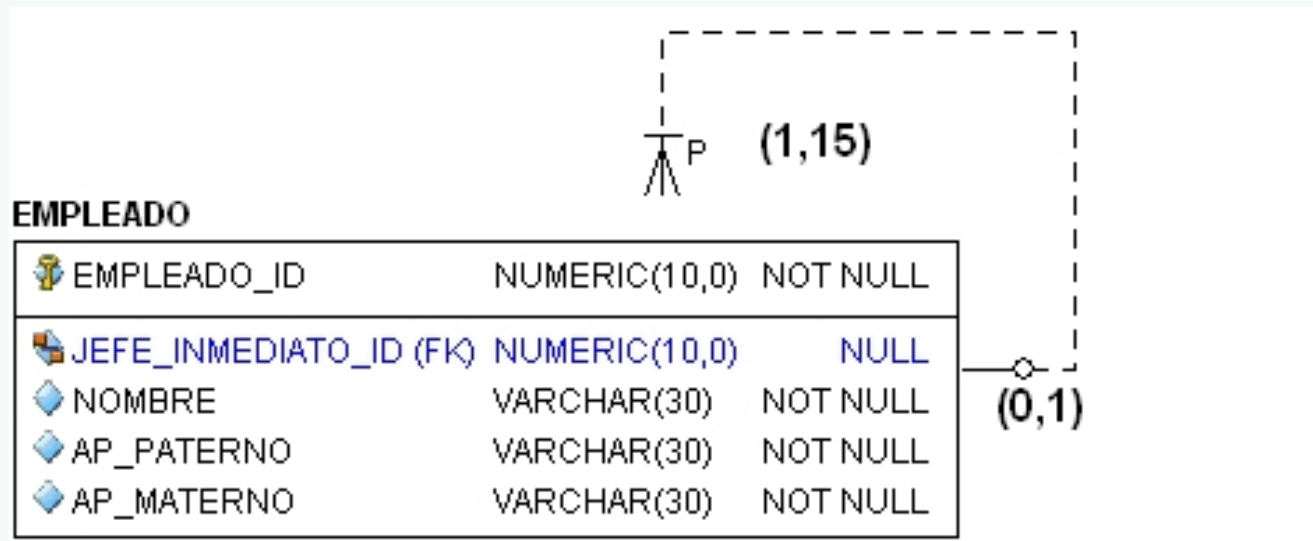 P (1,15)
EMPLEADO
EMPLEADO_ID NUMERIC(10,0) NOT NULL
JEFE_INMEDIATO_ID (FK) NUMERIC(10,0) NULL
NOMBRE VARCHAR(30) NOT NULL
(0,1)
AP_PATERNO VARCHAR(30) NOT NULL
AP_MATERNO VARCHAR(30) NOT NULL